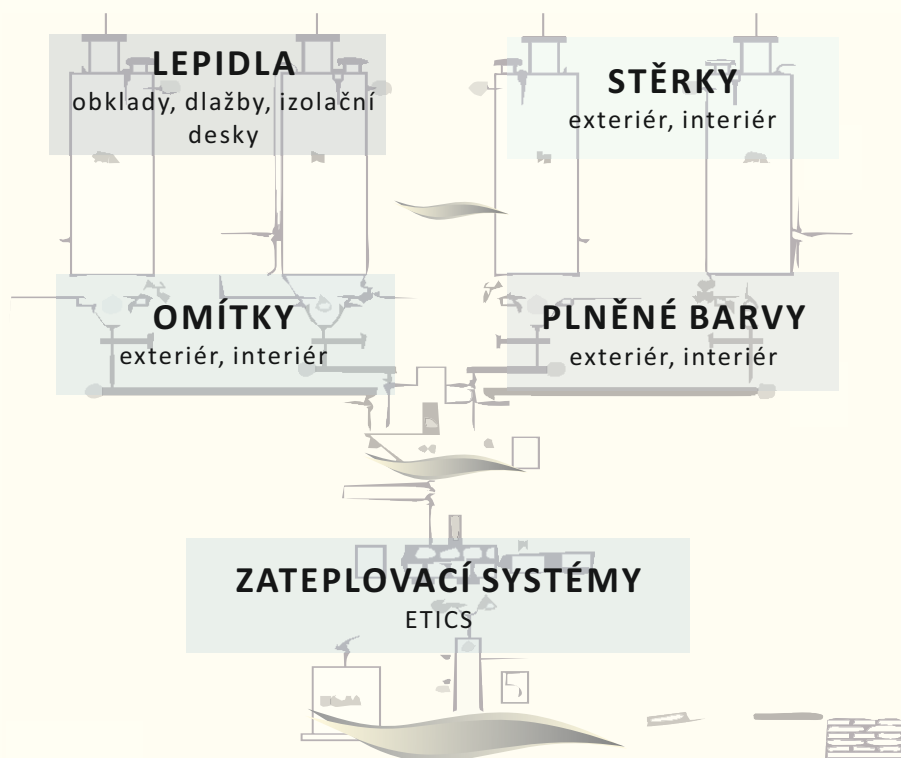 LEPIDLA
obklady, dlažby, izolační
desky
STĚRKY
exteriér, interiér
OMÍTKY
exteriér, interiér
PLNĚNÉ BARVY
exteriér, interiér
ZATEPLOVACÍ SYSTÉMY
ETICS